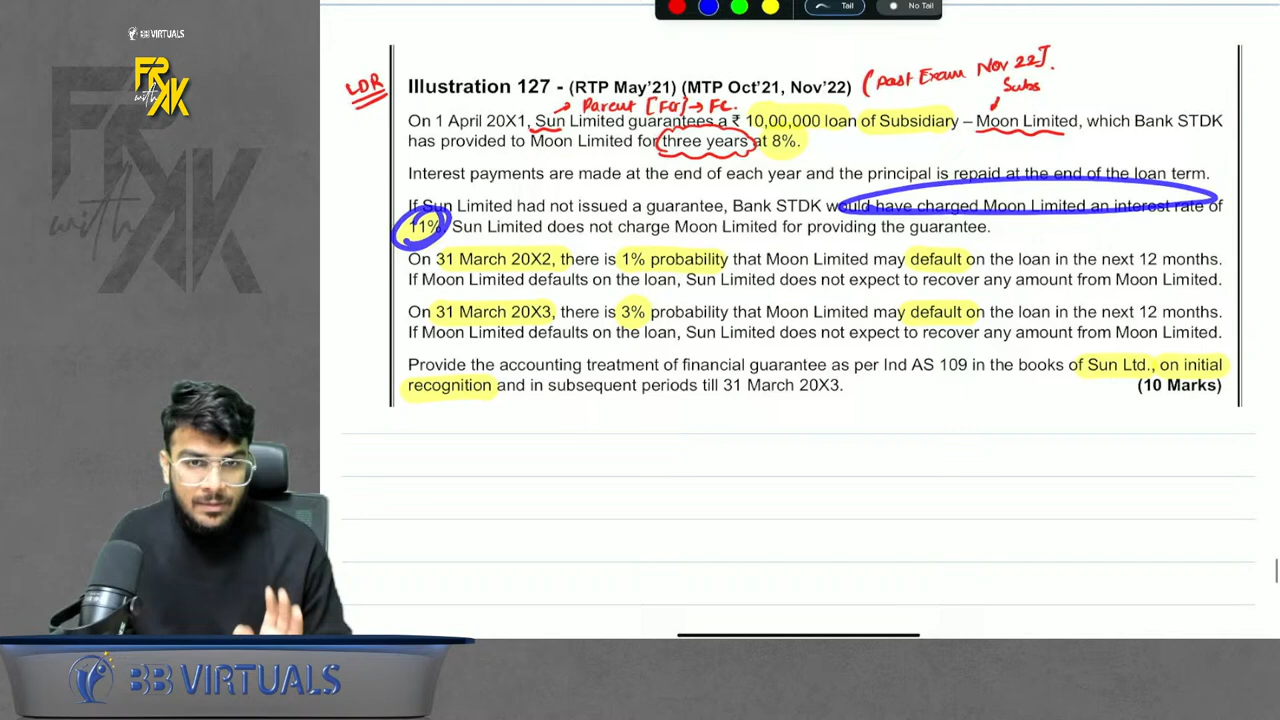 Tail
No Tail
BB VIRTUALS
FR
with
AK
FR
with
AK
LDR
Illustration 127 - (RTP May'21) (MTP Oct'21, Nov'22) (Past Exam Nov 22].
→ Parent [For] → FC.
Subs
On 1 April 20X1, Sun Limited guarantees a ₹ 10,00,000 loan of Subsidiary – Moon Limited, which Bank STDK
has provided to Moon Limited for three years at 8%.
Interest payments are made at the end of each year and the principal is repaid at the end of the loan term.
If Sun Limited had not issued a guarantee, Bank STDK would have charged Moon Limited an interest rate of
11%. Sun Limited does not charge Moon Limited for providing the guarantee.
On 31 March 20X2, there is 1% probability that Moon Limited may default on the loan in the next 12 months.
If Moon Limited defaults on the loan, Sun Limited does not expect to recover any amount from Moon Limited.
On 31 March 20X3, there is 3% probability that Moon Limited may default on the loan in the next 12 months.
If Moon Limited defaults on the loan, Sun Limited does not expect to recover any amount from Moon Limited.
Provide the accounting treatment of financial guarantee as per Ind AS 109 in the books of Sun Ltd., on initial
recognition and in subsequent periods till 31 March 20X3. (10 Marks)
BB VIRTUALS